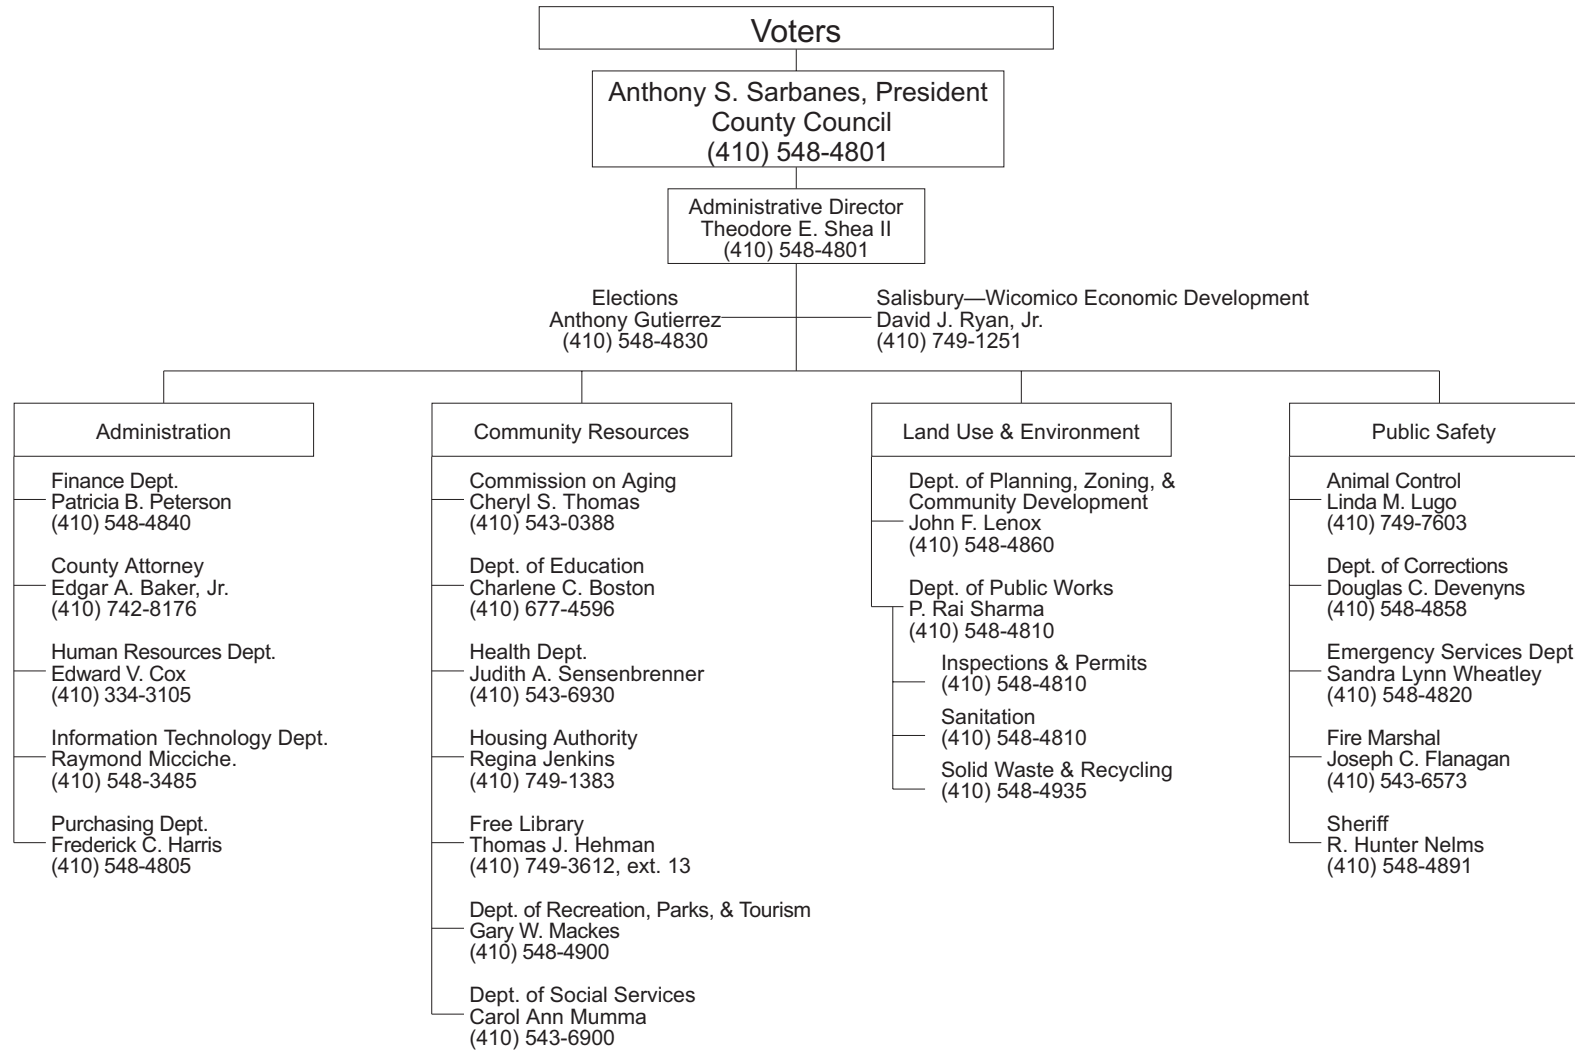 Voters
Anthony S. Sarbanes, President
County Council
(410) 548-4801
Administrative Director
Theodore E. Shea II
(410) 548-4801
Elections
Anthony Gutierrez
(410) 548-4830
Salisbury—Wicomico Economic Development
David J. Ryan, Jr.
(410) 749-1251
Administration
Finance Dept.
Patricia B. Peterson
(410) 548-4840
County Attorney
Edgar A. Baker, Jr.
(410) 742-8176
Human Resources Dept.
Edward V. Cox
(410) 334-3105
Information Technology Dept.
Raymond Micciche.
(410) 548-3485
Purchasing Dept.
Frederick C. Harris
(410) 548-4805
Community Resources
Commission on Aging
Cheryl S. Thomas
(410) 543-0388
Dept. of Education
Charlene C. Boston
(410) 677-4596
Health Dept.
Judith A. Sensenbrenner
(410) 543-6930
Housing Authority
Regina Jenkins
(410) 749-1383
Free Library
Thomas J. Hehman
(410) 749-3612, ext. 13
Dept. of Recreation, Parks, & Tourism
Gary W. Mackes
(410) 548-4900
Dept. of Social Services
Carol Ann Mumma
(410) 543-6900
Land Use & Environment
Dept. of Planning, Zoning, &
Community Development
John F. Lenox
(410) 548-4860
Dept. of Public Works
P. Rai Sharma
(410) 548-4810
Inspections & Permits
(410) 548-4810
Sanitation
(410) 548-4810
Solid Waste & Recycling
(410) 548-4935
Public Safety
Animal Control
Linda M. Lugo
(410) 749-7603
Dept. of Corrections
Douglas C. Devenyns
(410) 548-4858
Emergency Services Dept
Sandra Lynn Wheatley
(410) 548-4820
Fire Marshal
Joseph C. Flanagan
(410) 543-6573
Sheriff
R. Hunter Nelms
(410) 548-4891